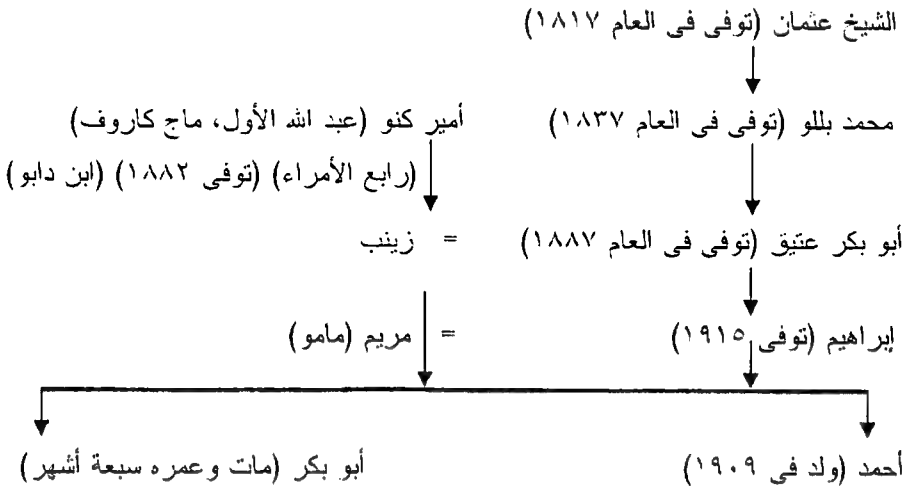 الشيخ عثمان (توفى فى العام ١٨١٧)
محمد بللو (توفى فى العام ١٨٣٧)
أمير كنو (عبد الله الأول، ماج كاروف)
(رابع الأمراء) (توفى ١٨٨٢) (ابن دابو)
أبو بكر عتيق (توفى فى العام ١٨٨٧) = زينب
إبراهيم (توفى ١٩١٥) = مريم (مامو)
أحمد (ولد فى ١٩٠٩)
أبو بكر (مات وعمره سبعة أشهر)